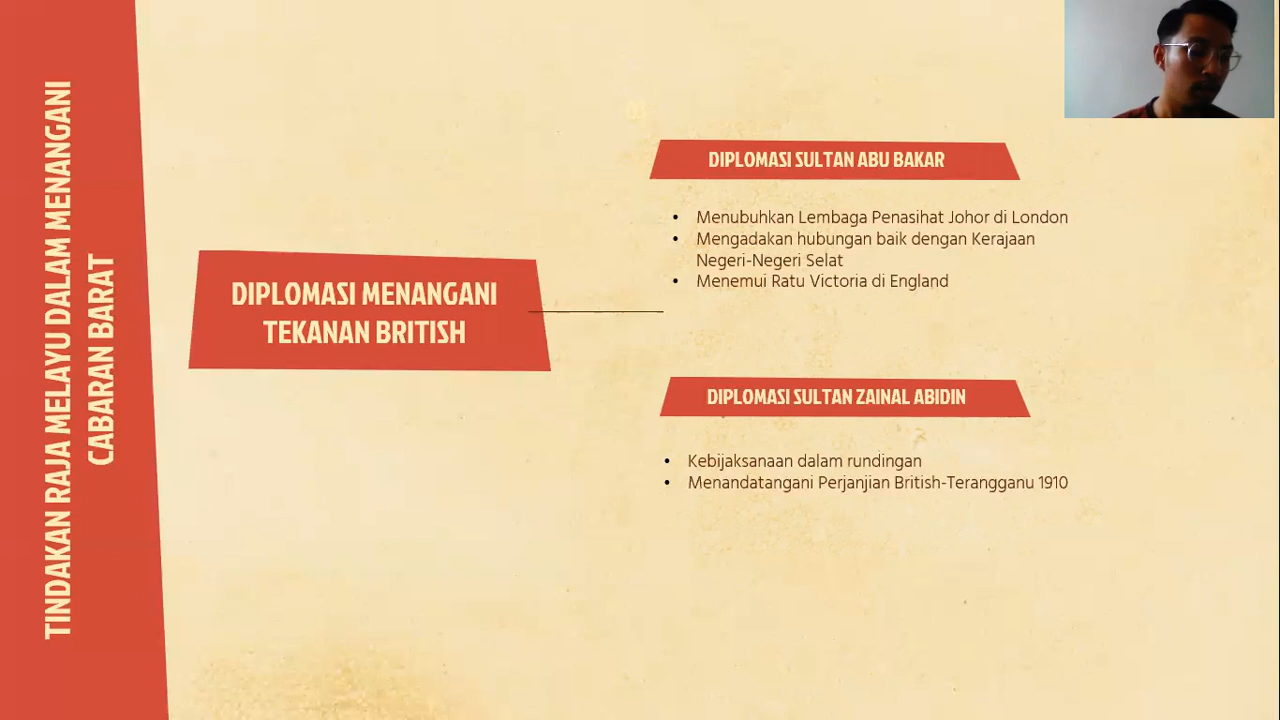 TINDAKAN RAJA MELAYU DALAM MENANGANI
CABARAN BARAT
DIPLOMASI MENANGANI
TEKANAN BRITISH
01
DIPLOMASI SULTAN ABU BAKAR
• Menubuhkan Lembaga Penasihat Johor di London
• Mengadakan hubungan baik dengan Kerajaan
Negeri-Negeri Selat
• Menemui Ratu Victoria di England
DIPLOMASI SULTAN ZAINAL ABIDIN
• Kebijaksanaan dalam rundingan
• Menandatangani Perjanjian British-Terangganu 1910